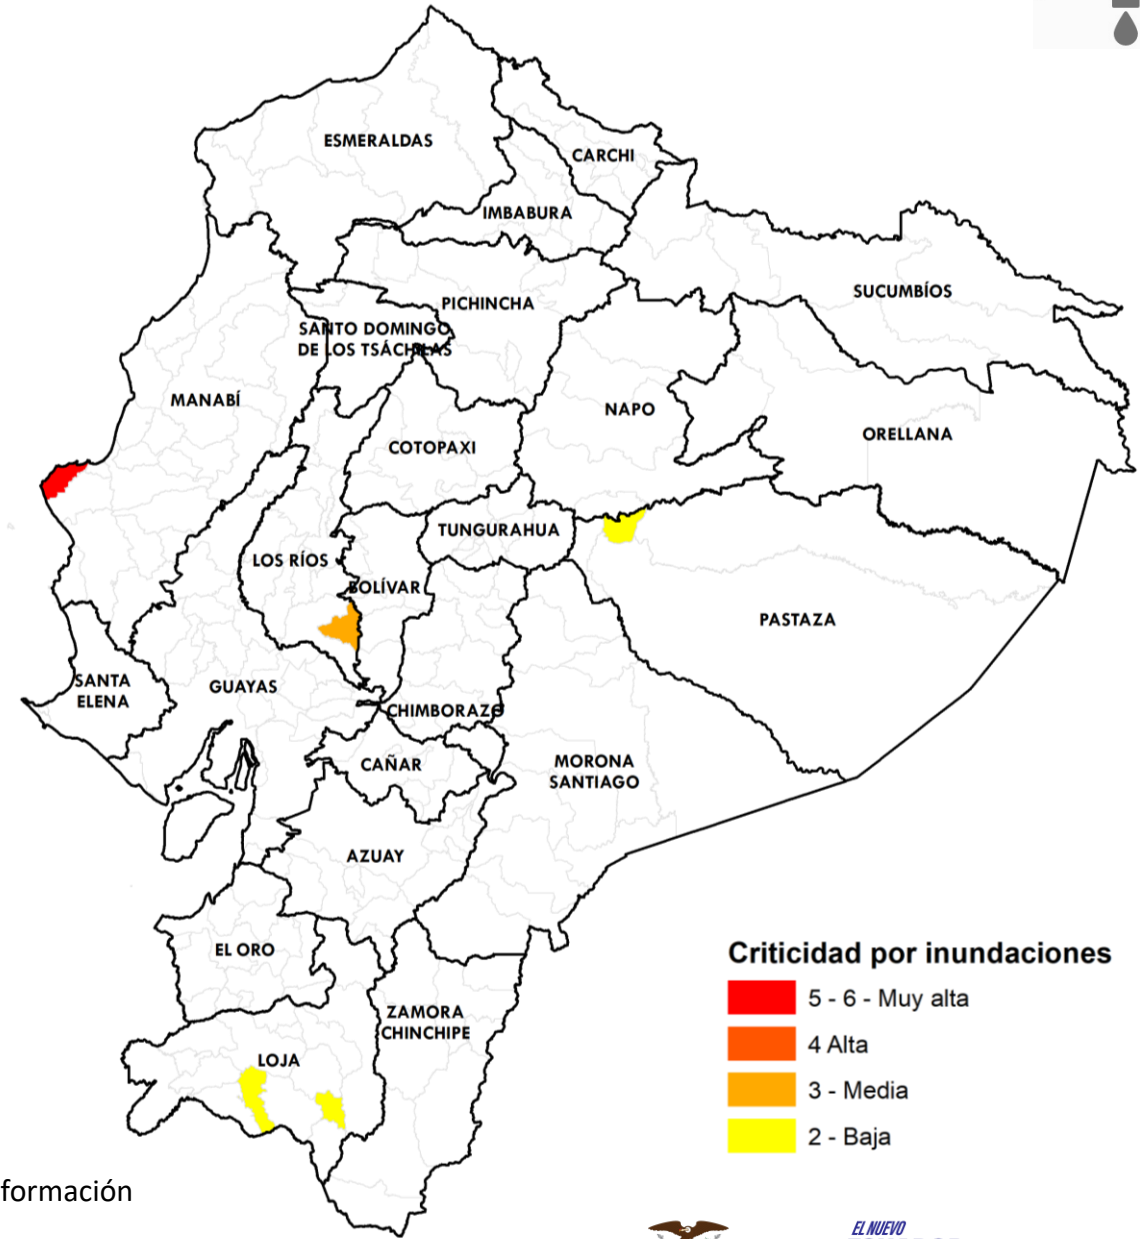 ESMERALDAS
CARCHI
IMBABURA
SUCUMBÍOS
PICHINCHA
SANTO DOMINGO
DE LOS TSÁCHILAS
MANABÍ
NAPO
ORELLANA
COTOPAXI
TUNGURAHUA
LOS RÍOS
BOLÍVAR
PASTAZA
SANTA
ELENA
GUAYAS
CHIMBORAZO
CAÑAR
MORONA
SANTIAGO
AZUAY
EL ORO
ZAMORA
CHINCHIPE
LOJA
Criticidad por inundaciones
5 - 6 - Muy alta
4 Alta
3 - Media
2 - Baja
formación
EL NUEVO